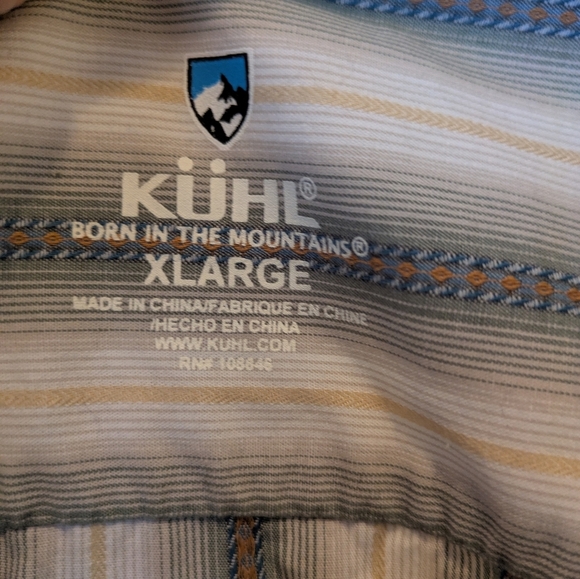 KÜHL®
BORN IN THE MOUNTAINS®
XLARGE
MADE IN CHINA/FABRIQUE EN CHINE
/HECHO EN CHINA
WWW.KUHL.COM
RN# 108646